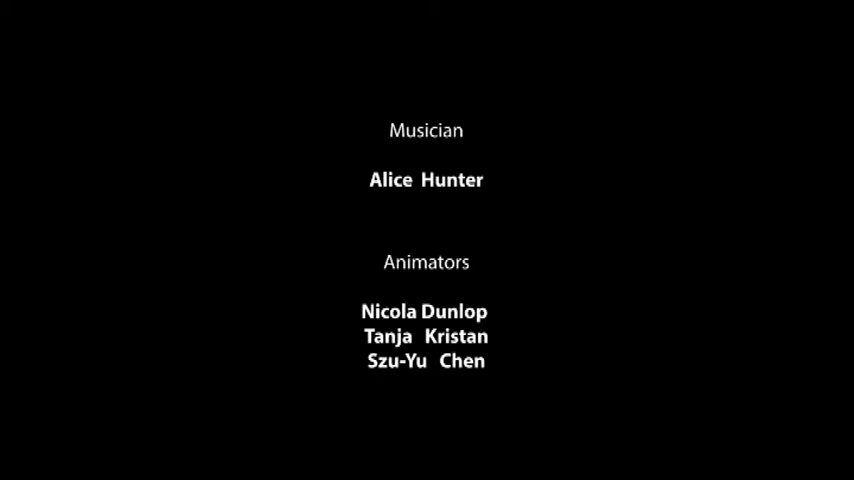 Musician
Alice Hunter
Animators
Nicola Dunlop
Tanja Kristan
Szu-Yu Chen